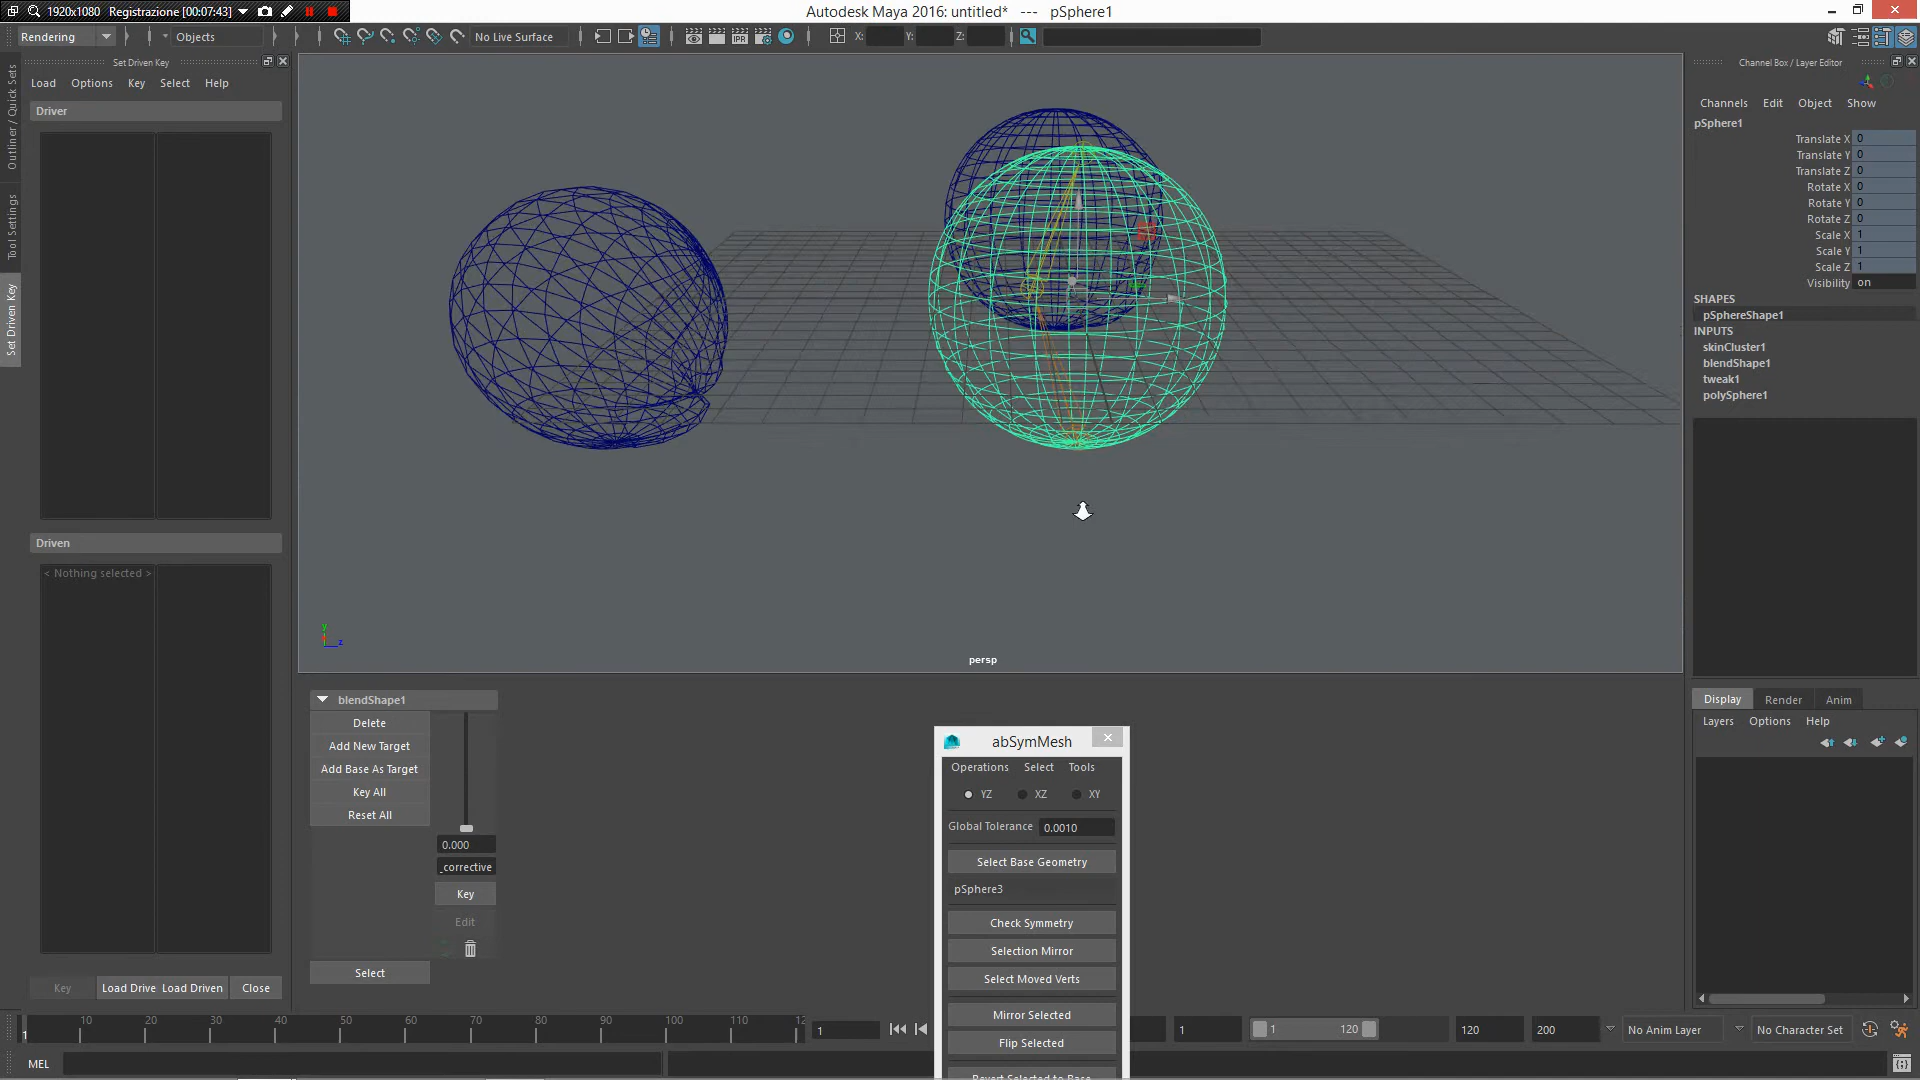 1920x1080 Registrazione [00:07:43]
Autodesk Maya 2016: untitled* --- pSphere1
Rendering
Objects
No Live Surface
X:
Y:
Z:
Set Driven Key
Load Options Key Select Help
Driver
Driven
< Nothing selected >
Key Load Drive Load Driven Close
Outliner / Quick Sets
Tool Settings
Set Driven Key
y
z
persp
Channel Box / Layer Editor
Channels Edit Object Show
pSphere1
Translate X 0
Translate Y 0
Translate Z 0
Rotate X 0
Rotate Y 0
Rotate Z 0
Scale X 1
Scale Y 1
Scale Z 1
Visibility on
SHAPES
pSphereShape1
INPUTS
skinCluster1
blendShape1
tweak1
polySphere1
Display Render Anim
Layers Options Help
blendShape1
Delete
Add New Target
Add Base As Target
Key All
Reset All
Select
0.000
_corrective
Key
Edit
abSymMesh
Operations Select Tools
YZ XZ XY
Global Tolerance 0.0010
Select Base Geometry
pSphere3
Check Symmetry
Selection Mirror
Select Moved Verts
Mirror Selected
Flip Selected
Revert Selected to Base
1 10 20 30 40 50 60 70 80 90 100 110 12
1
1
1 120
120
200
No Anim Layer
No Character Set
MEL